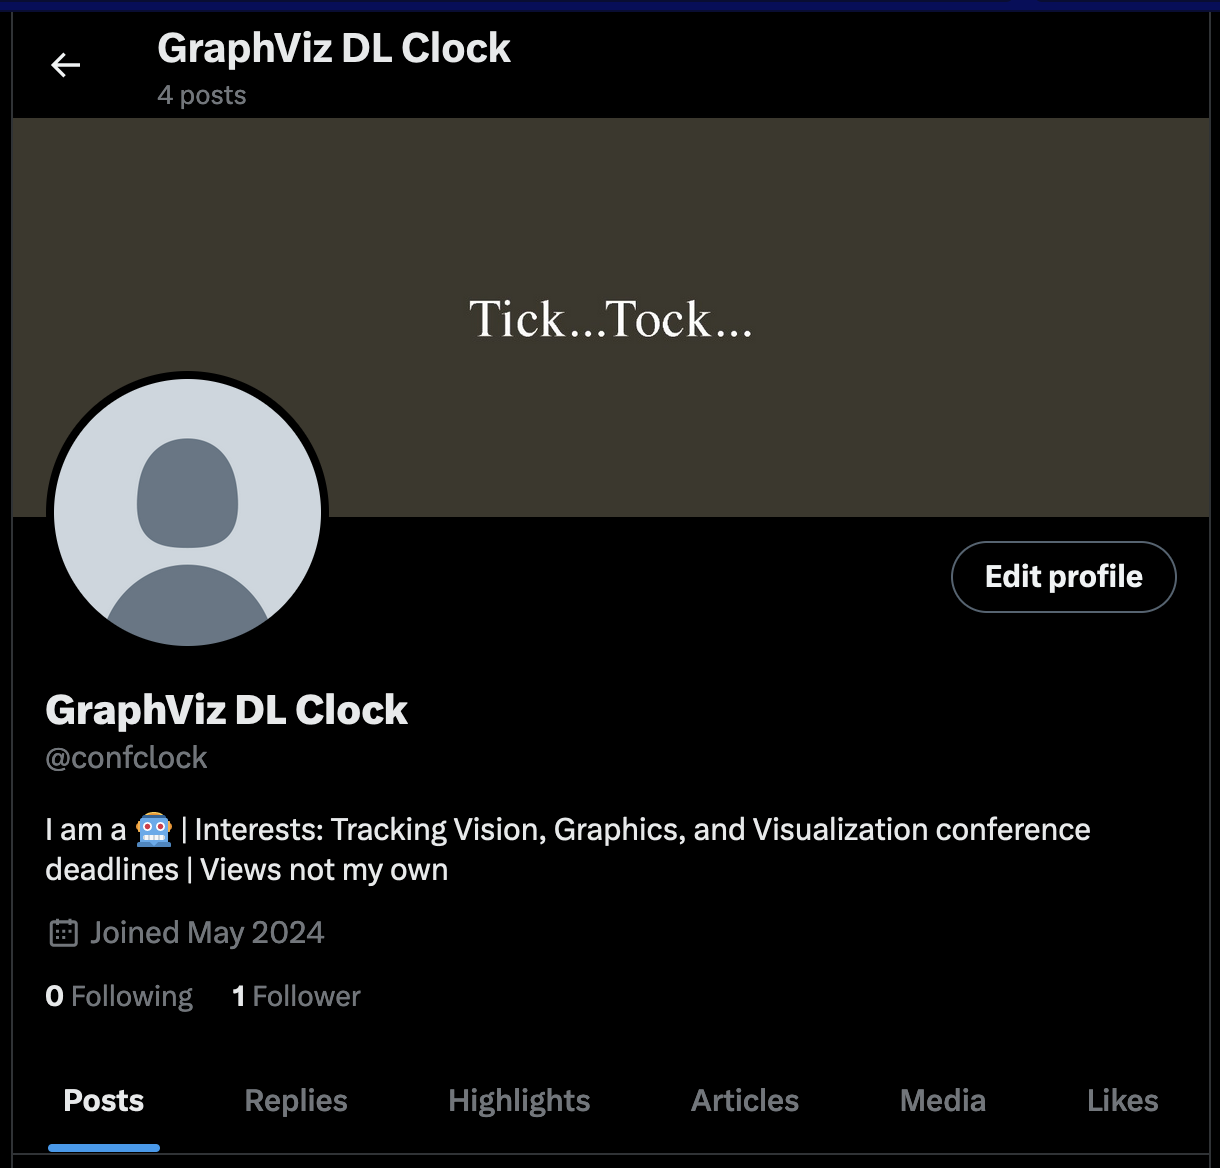 GraphViz DL Clock
4 posts
Tick...Tock...
Edit profile
GraphViz DL Clock
@confclock
I am a 🤖 | Interests: Tracking Vision, Graphics, and Visualization conference
deadlines | Views not my own
Joined May 2024
0 Following 1 Follower
Posts Replies Highlights Articles Media Likes